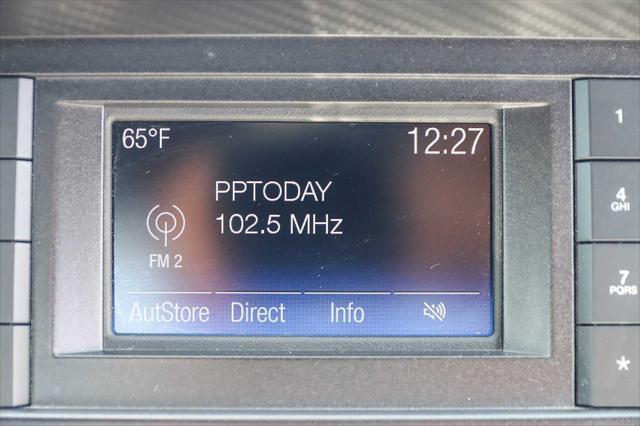 65°F
12:27
PPTODAY
102.5 MHz
FM 2
AutStore Direct Info
1
4
GHI
7
PQRS
*